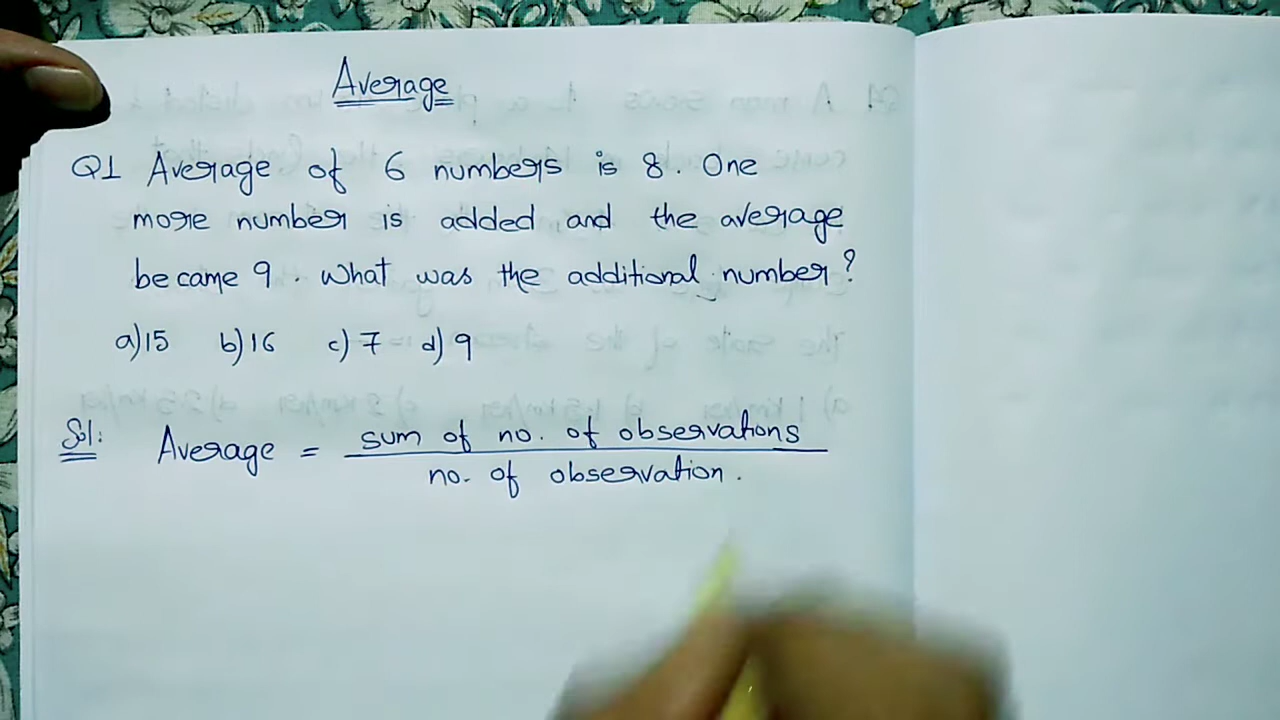 Average
Q1 Average of 6 numbers is 8. One
more number is added and the average
became 9. What was the additional number?
a) 15 b) 16 c) 7 d) 9
Sol: Average = sum of no. of observations
no. of observation.